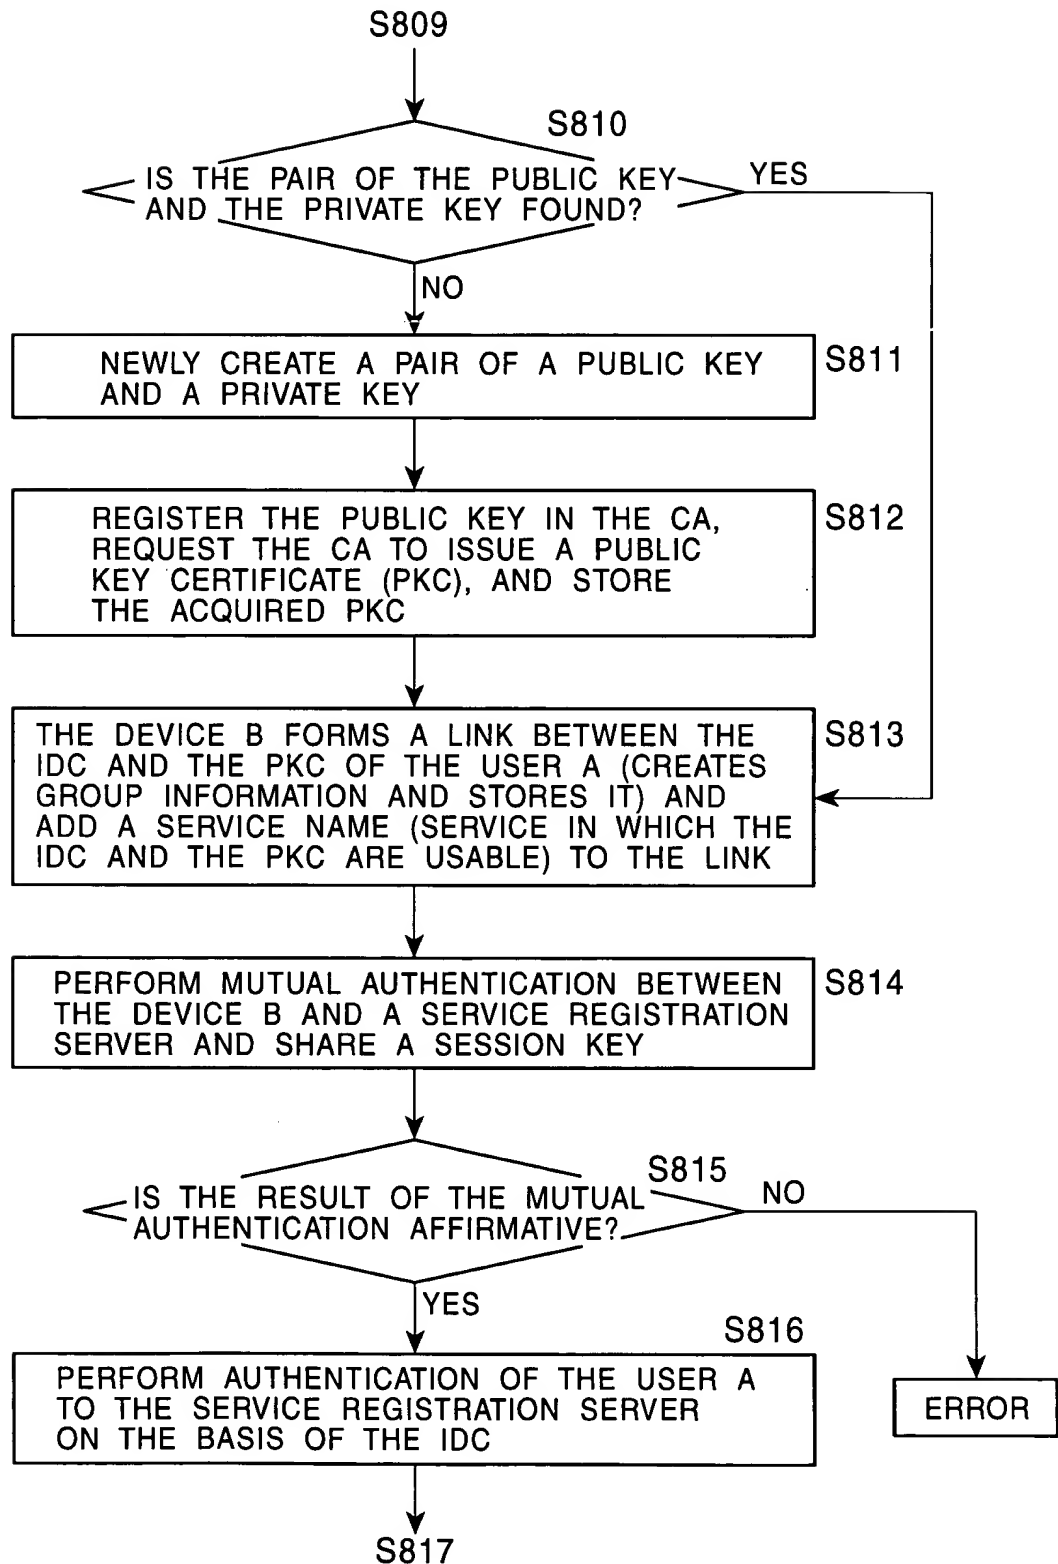 S809
S810
IS THE PAIR OF THE PUBLIC KEY
AND THE PRIVATE KEY FOUND?
YES
NO
NEWLY CREATE A PAIR OF A PUBLIC KEY
AND A PRIVATE KEY
S811
REGISTER THE PUBLIC KEY IN THE CA,
REQUEST THE CA TO ISSUE A PUBLIC
KEY CERTIFICATE (PKC), AND STORE
THE ACQUIRED PKC
S812
THE DEVICE B FORMS A LINK BETWEEN THE
IDC AND THE PKC OF THE USER A (CREATES
GROUP INFORMATION AND STORES IT) AND
ADD A SERVICE NAME (SERVICE IN WHICH THE
IDC AND THE PKC ARE USABLE) TO THE LINK
S813
PERFORM MUTUAL AUTHENTICATION BETWEEN
THE DEVICE B AND A SERVICE REGISTRATION
SERVER AND SHARE A SESSION KEY
S814
S815
IS THE RESULT OF THE MUTUAL
AUTHENTICATION AFFIRMATIVE?
NO
YES
S816
PERFORM AUTHENTICATION OF THE USER A
TO THE SERVICE REGISTRATION SERVER
ON THE BASIS OF THE IDC
ERROR
S817